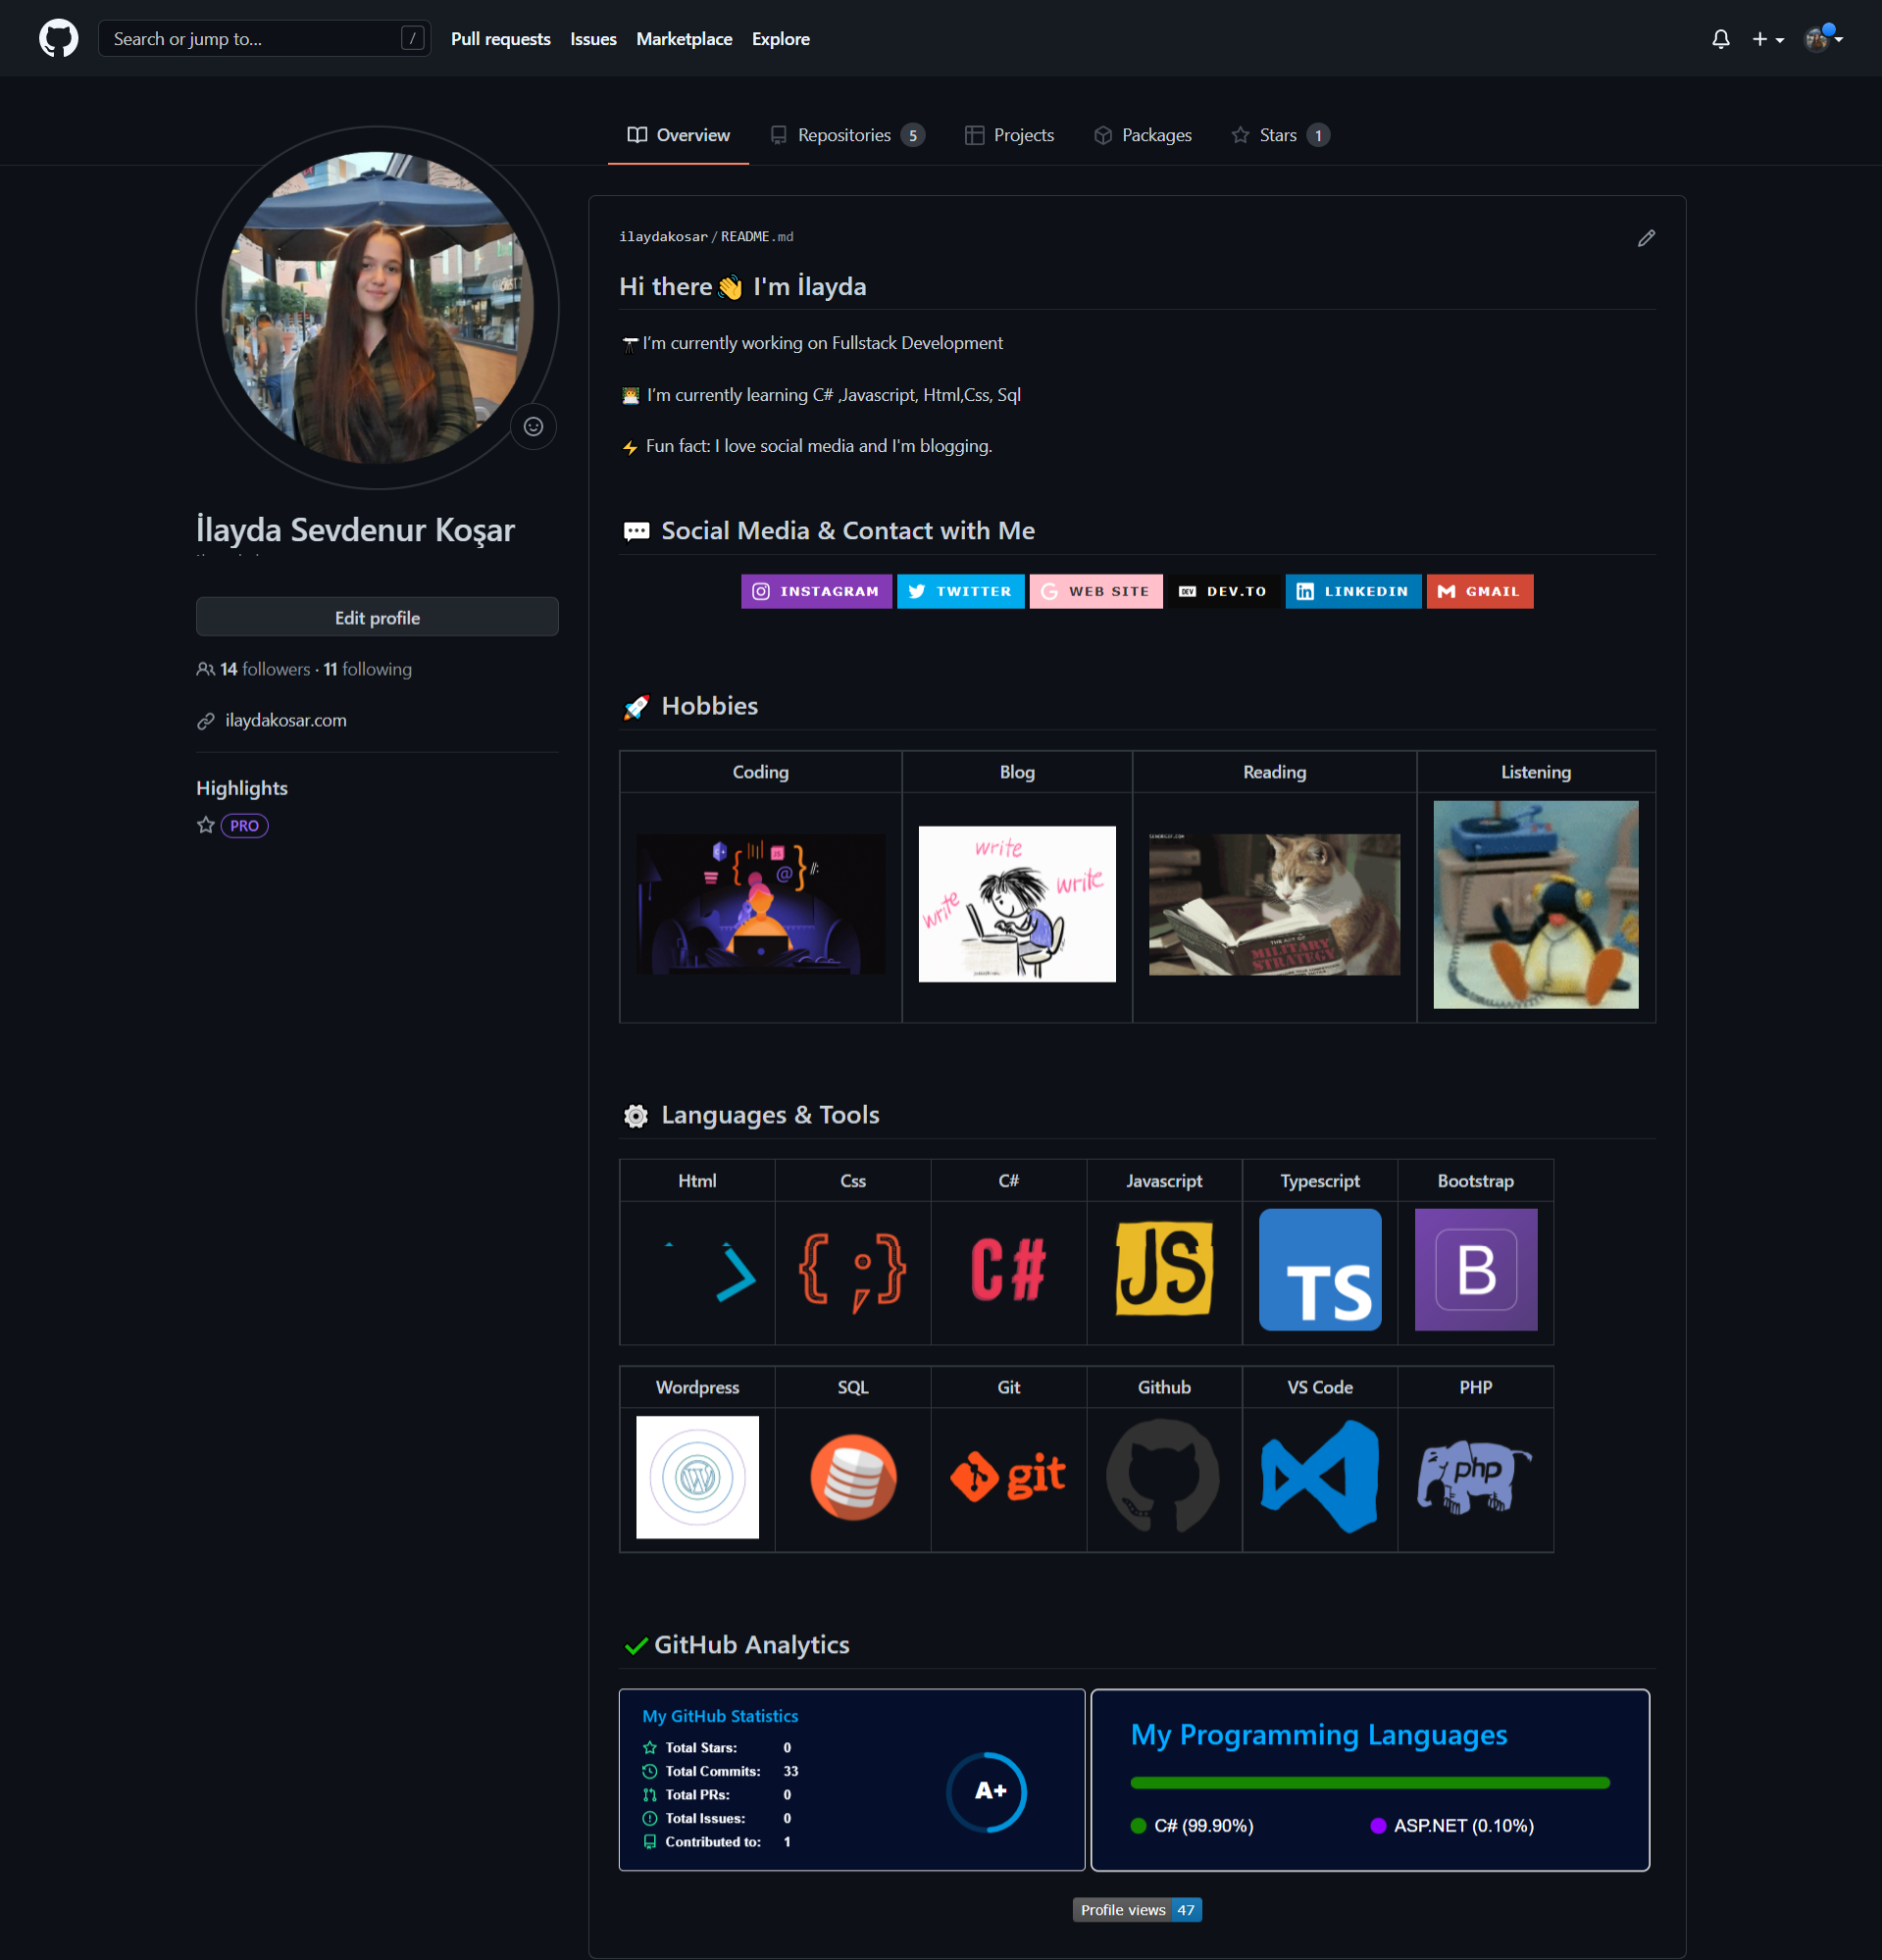 Search or jump to... / Pull requests Issues Marketplace Explore
Overview Repositories 5 Projects Packages Stars 1
İlayda Sevdenur Koşar
Edit profile
14 followers · 11 following
ilaydakosar.com
Highlights
PRO
ilaydakosar/README.md
Hi there👋 I'm İlayda
I’m currently working on Fullstack Development
I’m currently learning C# ,Javascript, Html,Css, Sql
⚡ Fun fact: I love social media and I'm blogging.
Social Media & Contact with Me
INSTAGRAM TWITTER G WEB SITE DEV DEV.TO in LINKEDIN M GMAIL
🚀 Hobbies
Coding Blog Reading Listening
write
write
write
THE ART OF
MILITARY
STRATEGY
Languages & Tools
Html Css C# Javascript Typescript Bootstrap
> { ; } C# JS TS B
Wordpress SQL Git Github VS Code PHP
W git php
GitHub Analytics
My GitHub Statistics
Total Stars: 0
Total Commits: 33
Total PRs: 0
Total Issues: 0
Contributed to: 1
A+
My Programming Languages
C# (99.90%) ASP.NET (0.10%)
Profile views 47